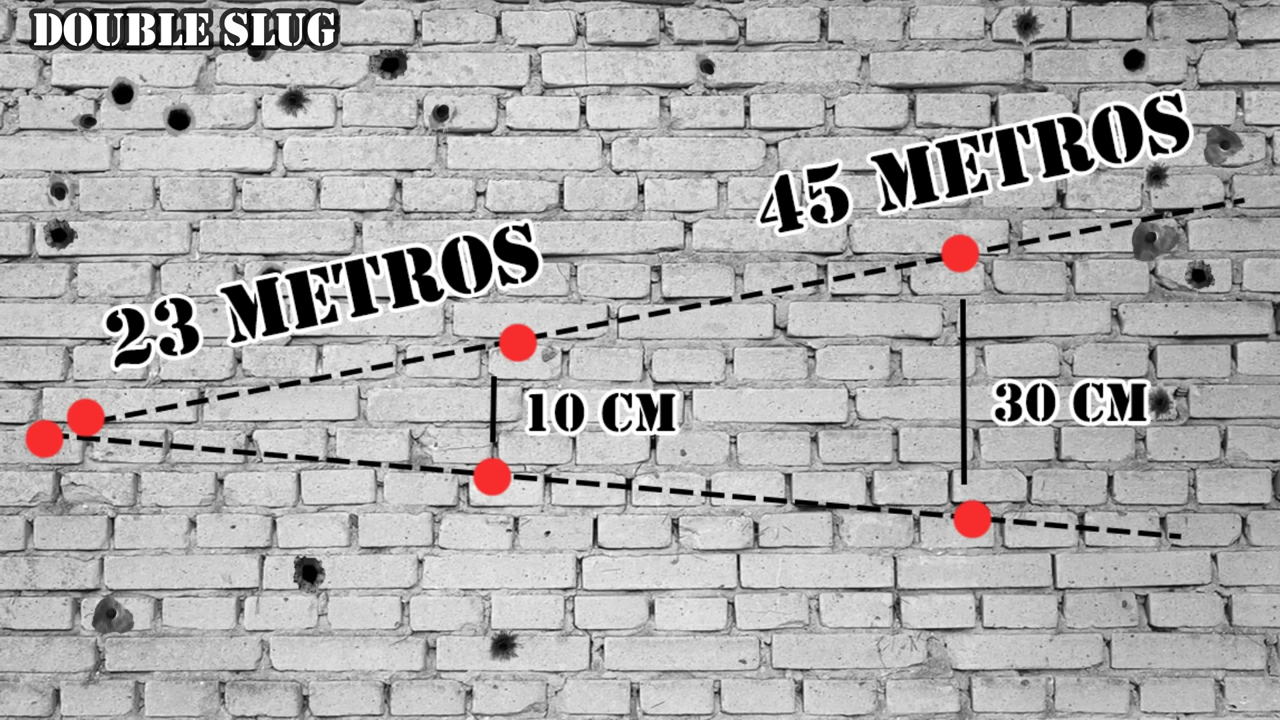 DOUBLE SLUG
45 METROS
23 METROS
10 CM
30 CM